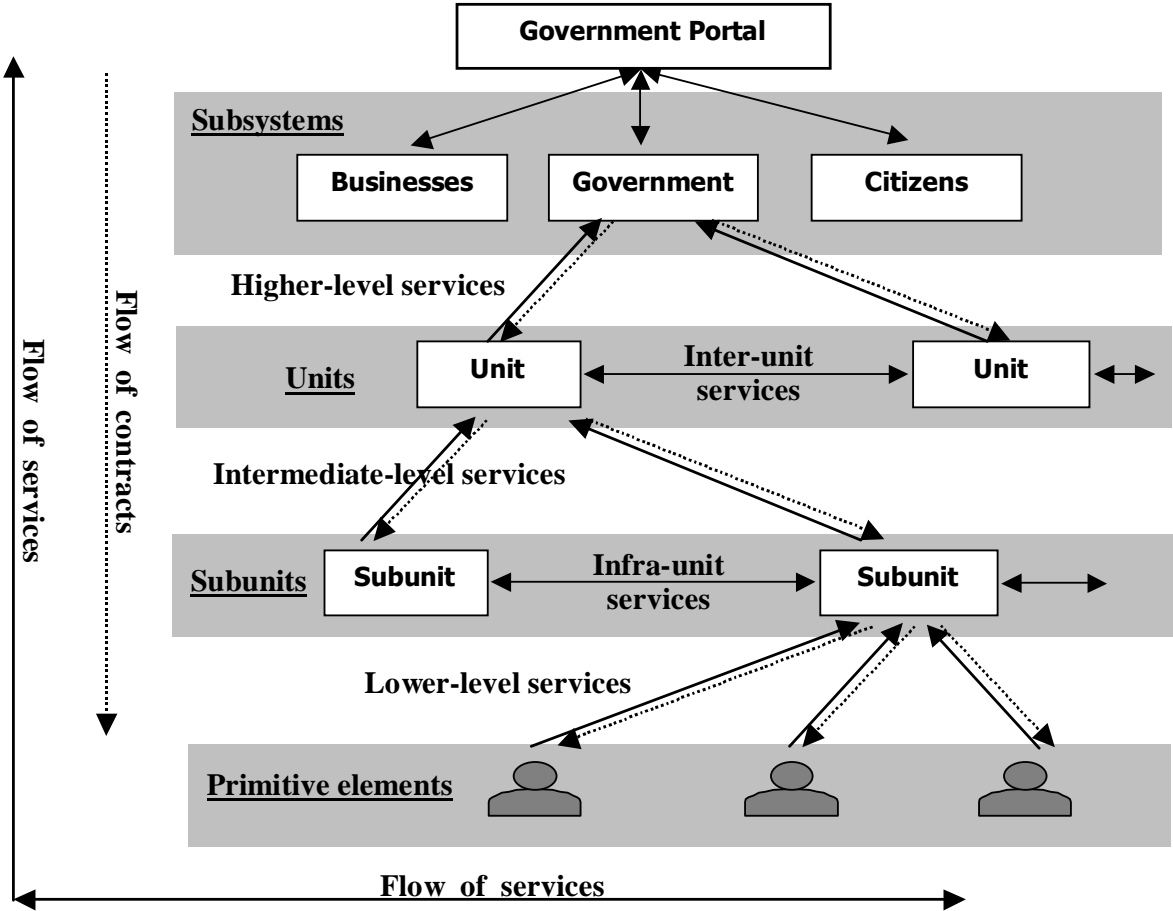 Government Portal
Subsystems
Businesses
Government
Citizens
Higher-level services
Flow of services
Flow of contracts
Units
Unit
Inter-unit
services
Unit
Intermediate-level services
Subunits
Subunit
Infra-unit
services
Subunit
Lower-level services
Primitive elements
Flow of services